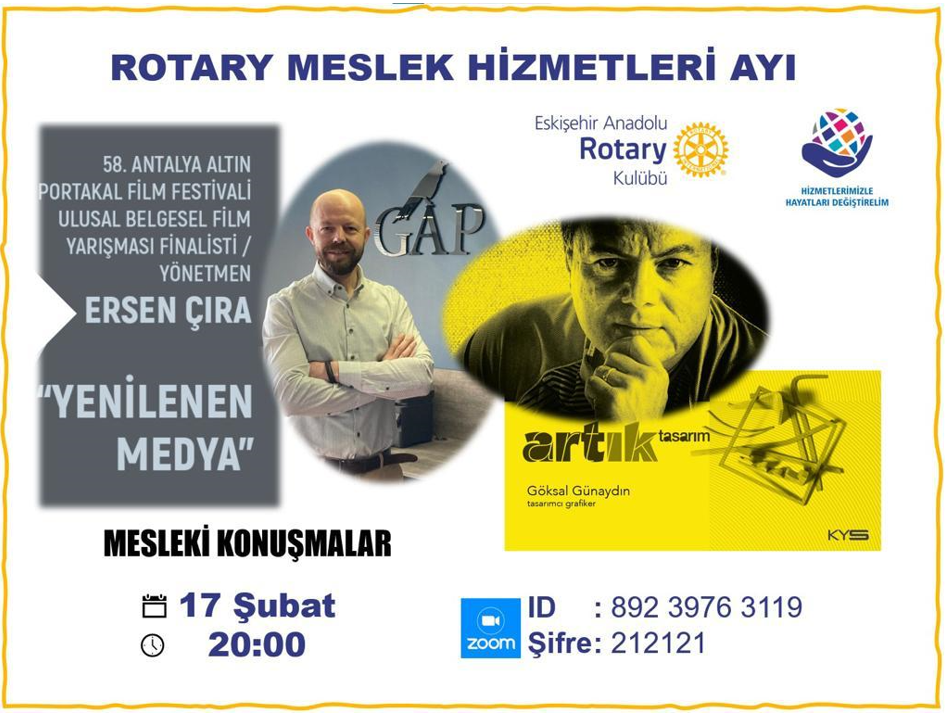 ROTARY MESLEK HİZMETLERİ AYI
58. ANTALYA ALTIN
PORTAKAL FİLM FESTİVALİ
ULUSAL BELGESEL FİLM
YARIŞMASI FİNALİSTİ /
YÖNETMEN
ERSEN ÇIRA
“YENİLENEN
MEDYA”
GAP
Eskişehir Anadolu
Rotary
Kulübü
HİZMETLERİMİZLE
HAYATLARI DEĞİŞTİRELİM
artık tasarım
Göksal Günaydın
tasarımcı grafiker
KYS
MESLEKİ KONUŞMALAR
17 Şubat
20:00
zoom
ID : 892 3976 3119
Şifre: 212121